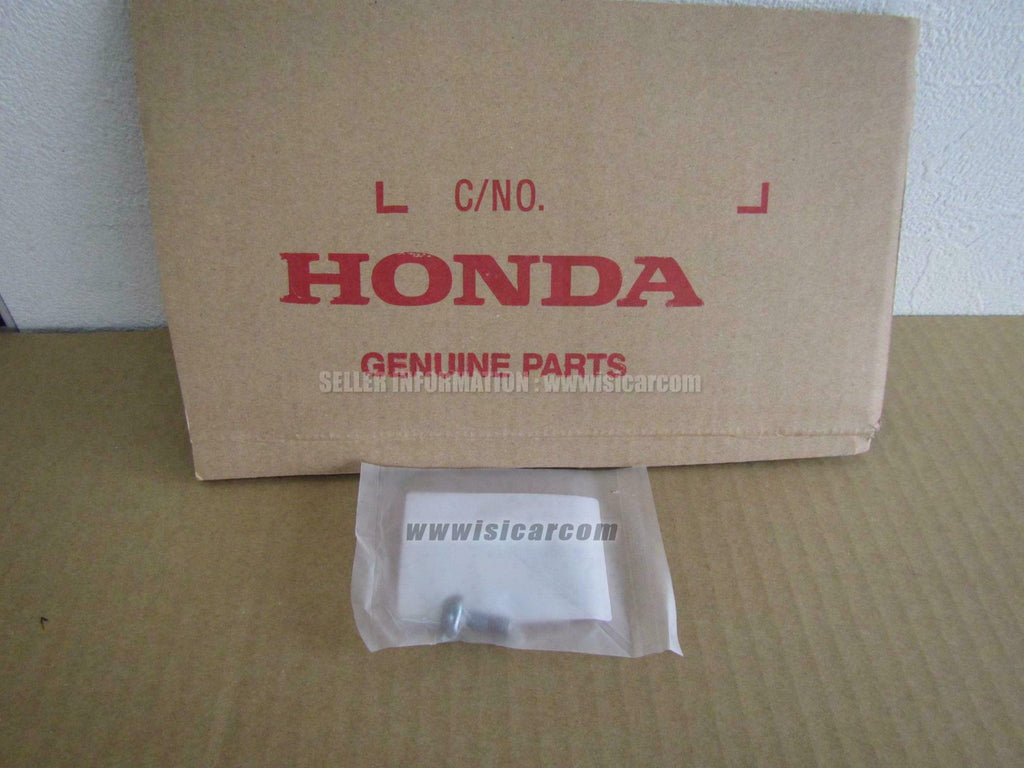 C/NO.
HONDA
GENUINE PARTS
SELLER INFORMATION : wwwisicarcom
wwwisicarcom